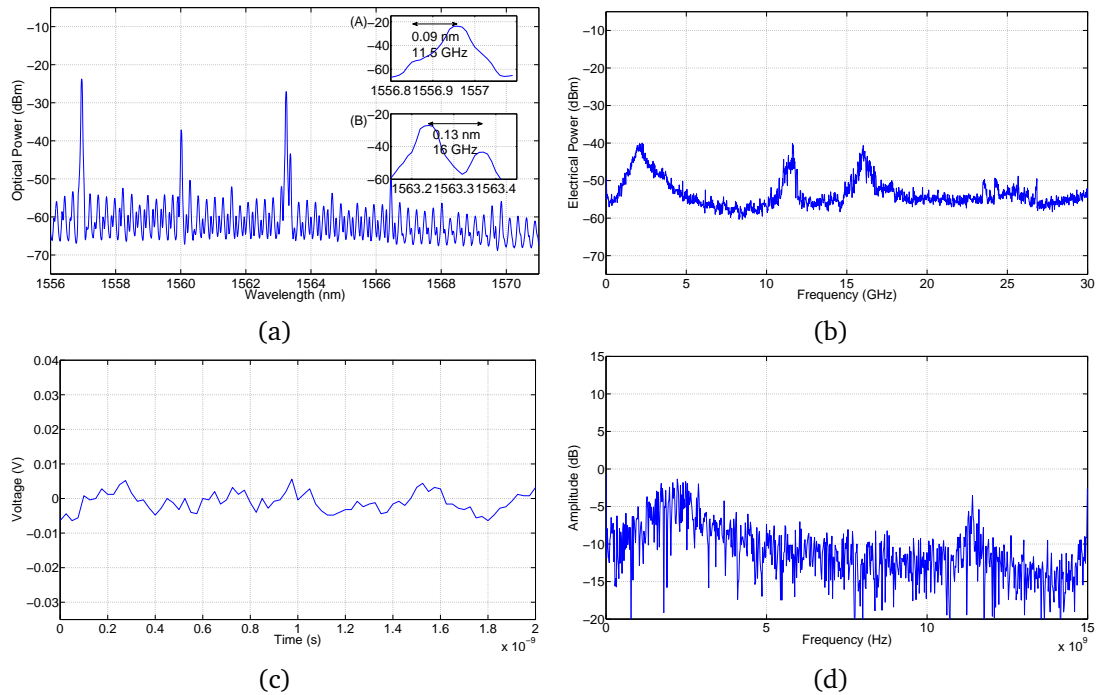 −5
−10
−20
−30
−40
−50
−60
−70
Optical Power (dBm)
1556
1558
1560
1562
1564
1566
1568
1570
Wavelength (nm)
(A)
−20
−40
−60
0.09 nm
11.5 GHz
1556.8 1556.9 1557
(B)
−20
−40
−60
0.13 nm
16 GHz
1563.2 1563.3 1563.4
(a)
−5
−10
−20
−30
−40
−50
−60
−70
Electrical Power (dBm)
0 5 10 15 20 25 30
Frequency (GHz)
(b)
0.04
0.03
0.02
0.01
0
−0.01
−0.02
−0.03
Voltage (V)
0 0.2 0.4 0.6 0.8 1 1.2 1.4 1.6 1.8 2
Time (s)
x 10⁻⁹
(c)
15
10
5
0
−5
−10
−15
−20
Amplitude (dB)
0 5 10 15
Frequency (Hz)
x 10⁹
(d)